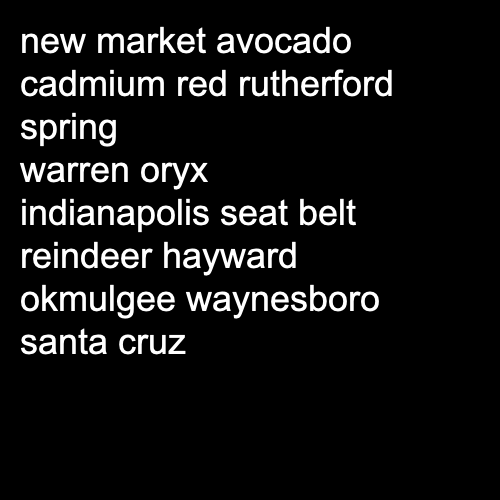 new market avocado
cadmium red rutherford
spring
warren oryx
indianapolis seat belt
reindeer hayward
okmulgee waynesboro
santa cruz